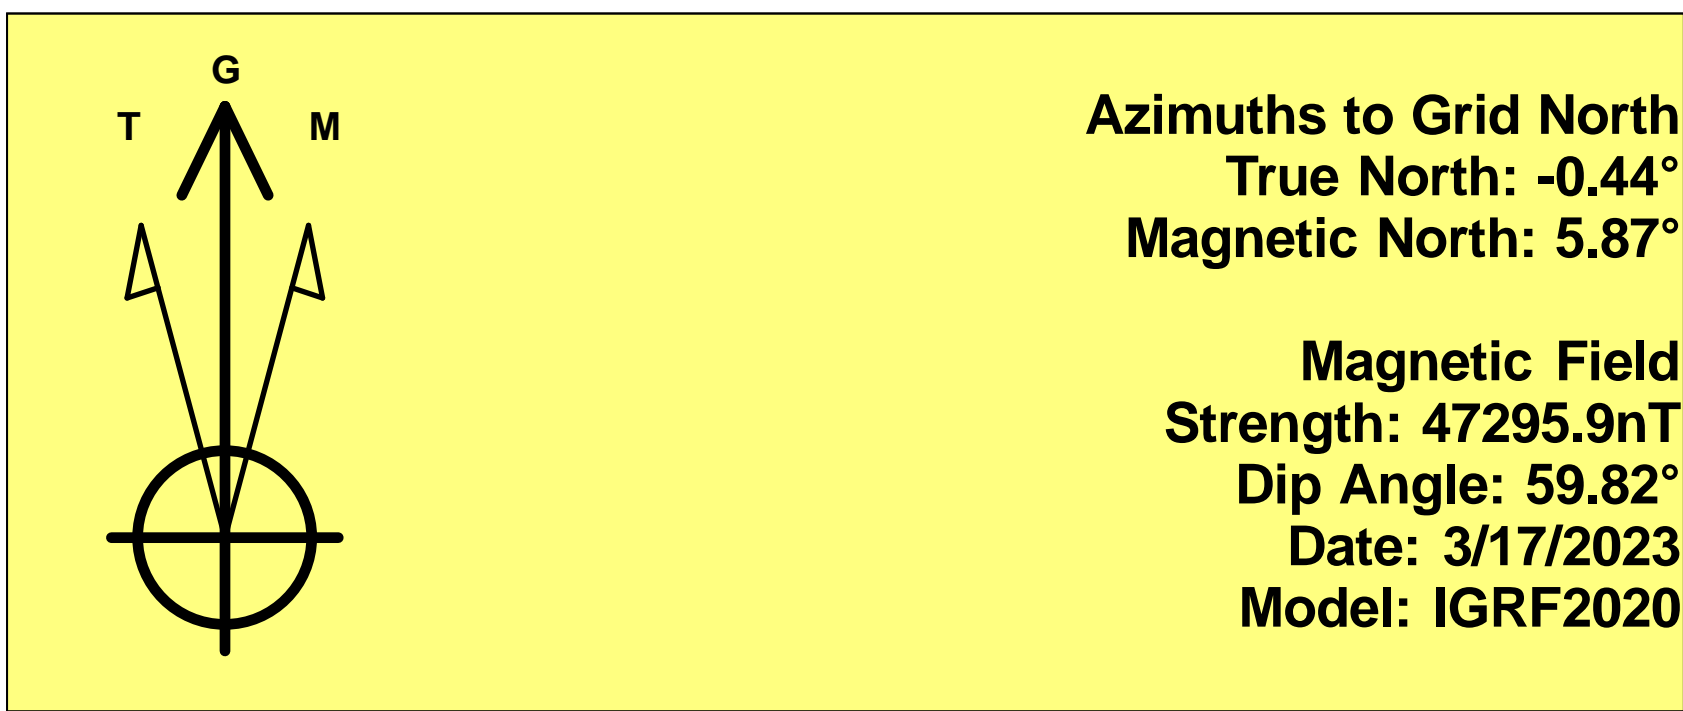 G
T
M
Azimuths to Grid North
True North: -0.44°
Magnetic North: 5.87°
Magnetic Field
Strength: 47295.9nT
Dip Angle: 59.82°
Date: 3/17/2023
Model: IGRF2020